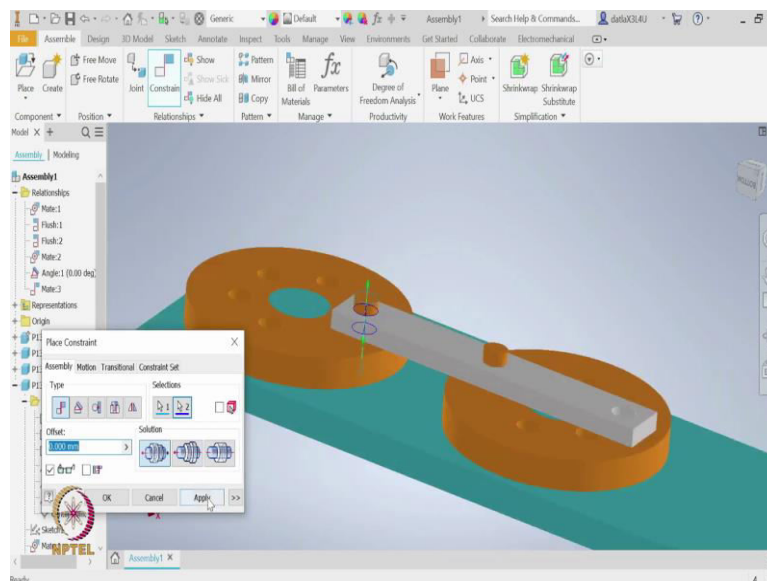 Generic Default Assembly1 Search Help & Commands... datlaX3L4U
File Assemble Design 3D Model Sketch Annotate Inspect Tools Manage View Environments Get Started Collaborate Electromechanical
Free Move Show Pattern Axis
Free Rotate Show Sick Mirror Point
Place Create Joint Constrain Hide All Copy Bill of Materials Parameters Degree of Freedom Analysis Plane UCS Shrinkwrap Shrinkwrap Substitute
Component Position Relationships Pattern Manage Productivity Work Features Simplification
Model X +
Assembly | Modeling
Assembly1
Relationships
Mate:1
Flush:1
Flush:2
Mate:2
Angle:1 (0.00 deg
Mate:3
Representations
Origin
Place Constraint X
Assembly Motion Transitional Constraint Set
Type Selections
1 2
Offset: Solution
0.000 mm
OK Cancel Apply >>
NPTEL
Assembly1 X
Ready